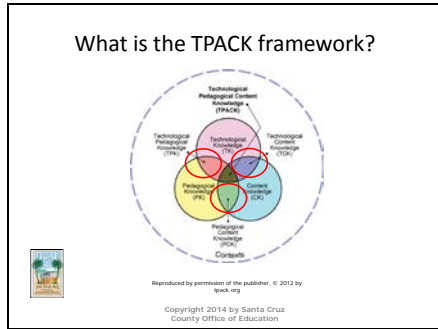 What is the TPACK framework?
Technological
Pedagogical Content
Knowledge
(TPACK)
Technological
Pedagogical
Knowledge
(TPK)
Technological
Knowledge
(TK)
Technological
Content
Knowledge
(TCK)
Pedagogical
Knowledge
(PK)
Content
Knowledge
(CK)
Pedagogical
Content
Knowledge
(PCK)
Contexts
Reproduced by permission of the publisher, © 2012 by
tpack.org
Copyright 2014 by Santa Cruz
County Office of Education